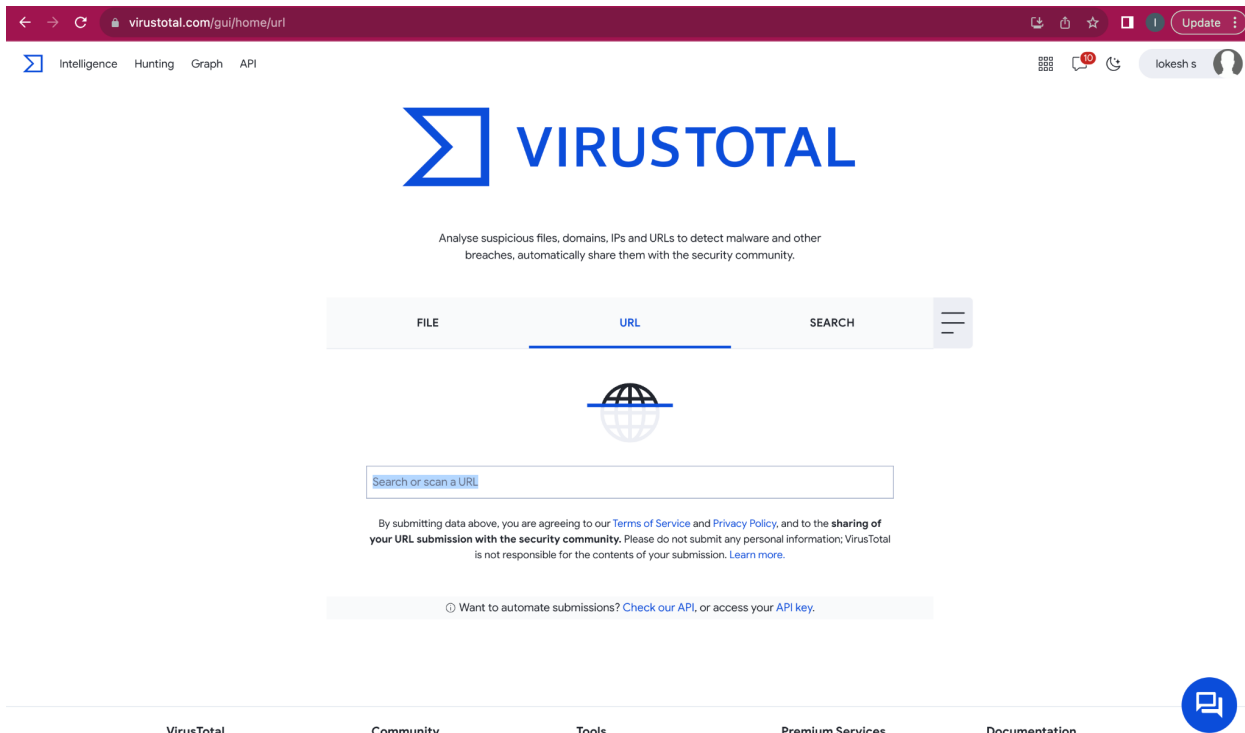 virustotal.com/gui/home/url
I
Update
Intelligence Hunting Graph API
10
lokesh s
VIRUSTOTAL
Analyse suspicious files, domains, IPs and URLs to detect malware and other
breaches, automatically share them with the security community.
FILE URL SEARCH
Search or scan a URL
By submitting data above, you are agreeing to our Terms of Service and Privacy Policy, and to the sharing of
your URL submission with the security community. Please do not submit any personal information; VirusTotal
is not responsible for the contents of your submission. Learn more.
Want to automate submissions? Check our API, or access your API key.
VirusTotal Community Tools Premium Services Documentation